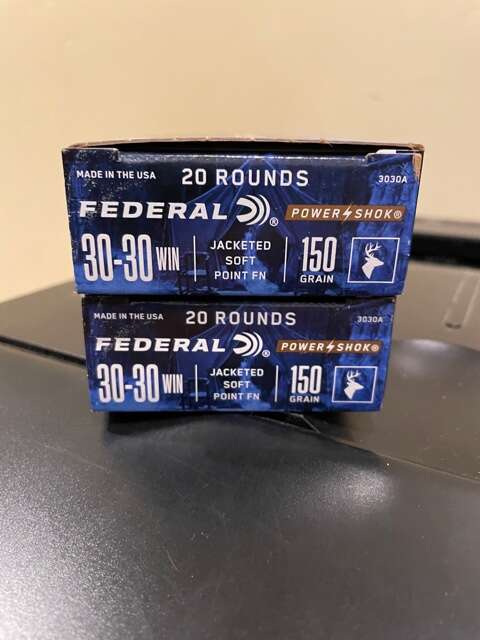 MADE IN THE USA 20 ROUNDS 3030A
FEDERAL® POWER SHOK®
30-30 WIN JACKETED SOFT POINT FN 150 GRAIN
MADE IN THE USA 20 ROUNDS 3030A
FEDERAL® POWER SHOK®
30-30 WIN JACKETED SOFT POINT FN 150 GRAIN